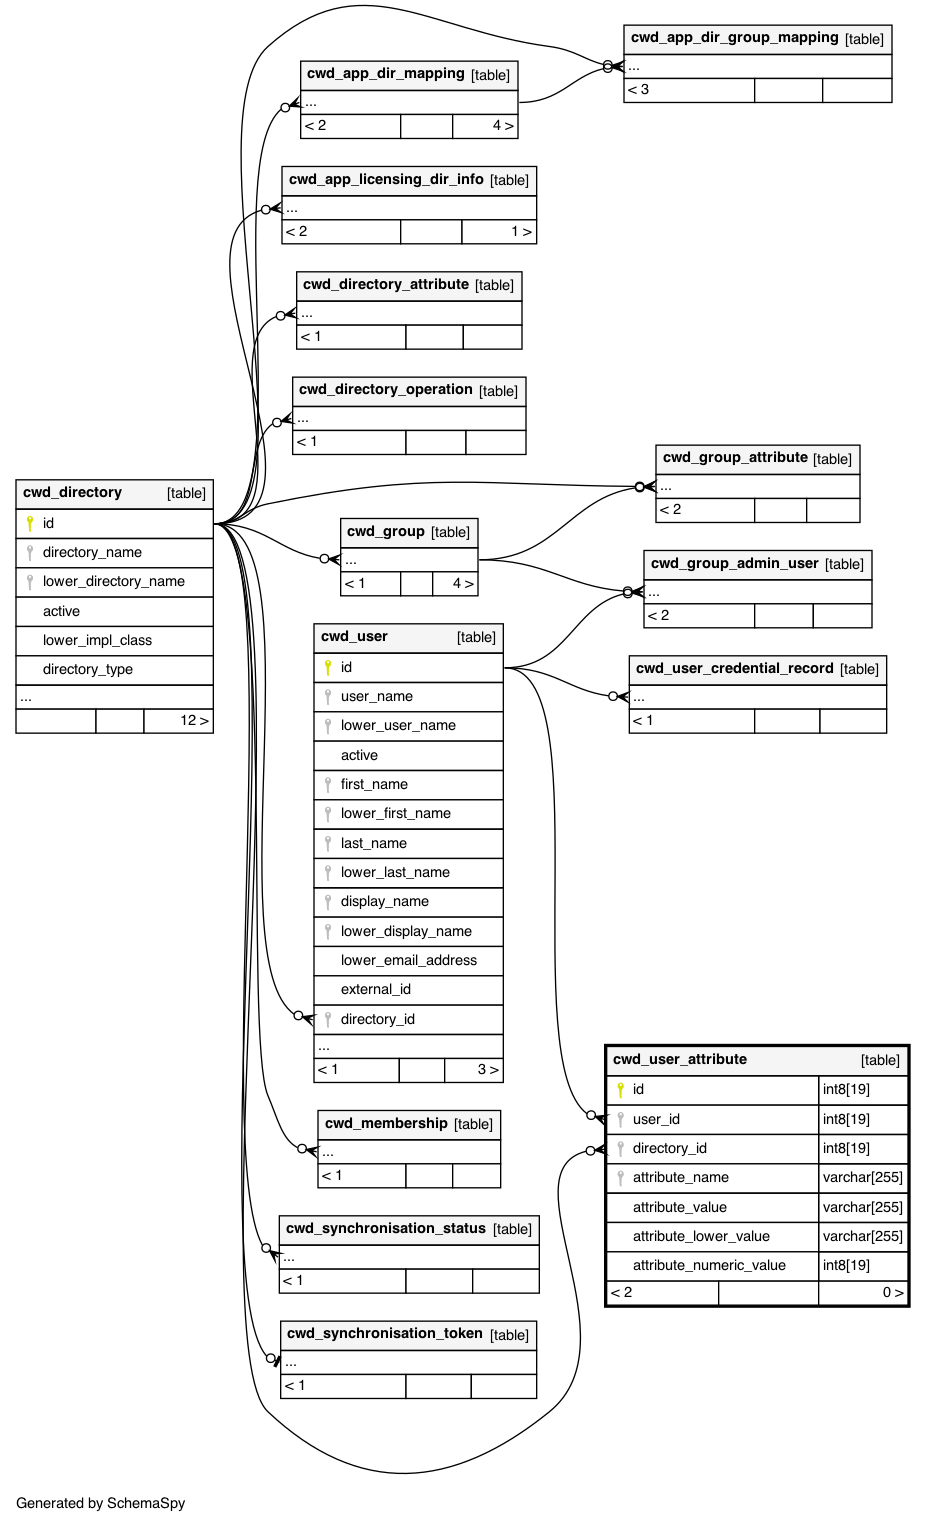 cwd_app_dir_group_mapping [table]
...
< 3
cwd_app_dir_mapping [table]
...
< 2 4 >
cwd_app_licensing_dir_info [table]
...
< 2 1 >
cwd_directory_attribute [table]
...
< 1
cwd_directory_operation [table]
...
< 1
cwd_group_attribute [table]
...
< 2
cwd_directory [table]
id
directory_name
lower_directory_name
active
lower_impl_class
directory_type
...
12 >
cwd_group [table]
...
< 1 4 >
cwd_group_admin_user [table]
...
< 2
cwd_user [table]
id
user_name
lower_user_name
active
first_name
lower_first_name
last_name
lower_last_name
display_name
lower_display_name
lower_email_address
external_id
directory_id
...
< 1 3 >
cwd_user_credential_record [table]
...
< 1
cwd_user_attribute [table]
id int8[19]
user_id int8[19]
directory_id int8[19]
attribute_name varchar[255]
attribute_value varchar[255]
attribute_lower_value varchar[255]
attribute_numeric_value int8[19]
< 2 0 >
cwd_membership [table]
...
< 1
cwd_synchronisation_status [table]
...
< 1
cwd_synchronisation_token [table]
...
< 1
Generated by SchemaSpy